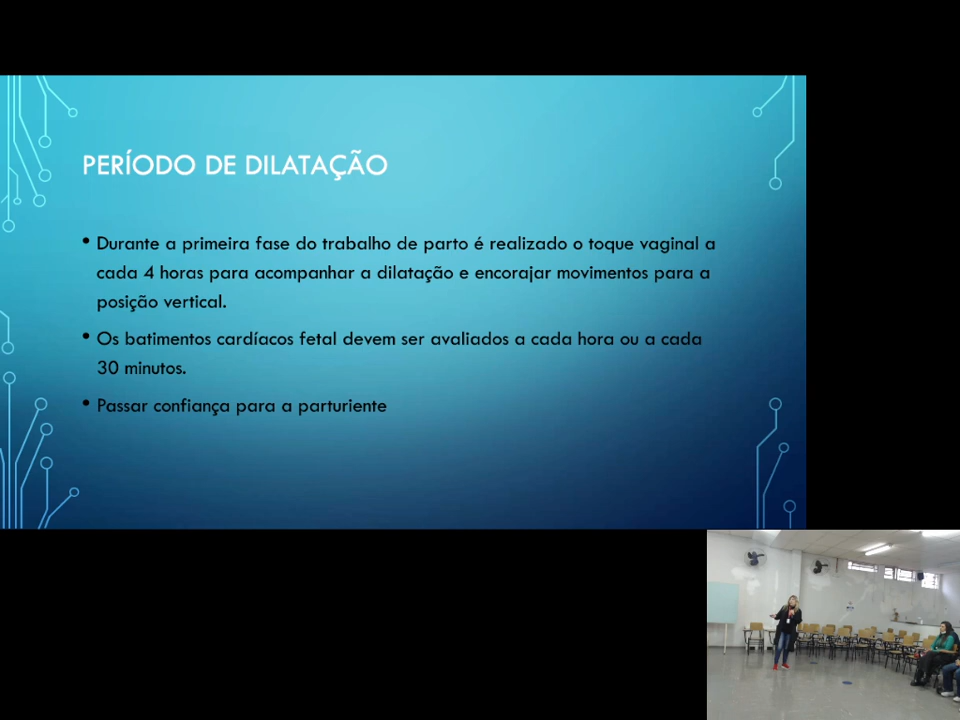 PERÍODO DE DILATAÇÃO
• Durante a primeira fase do trabalho de parto é realizado o toque vaginal a
cada 4 horas para acompanhar a dilatação e encorajar movimentos para a
posição vertical.
• Os batimentos cardíacos fetal devem ser avaliados a cada hora ou a cada
30 minutos.
• Passar confiança para a parturiente